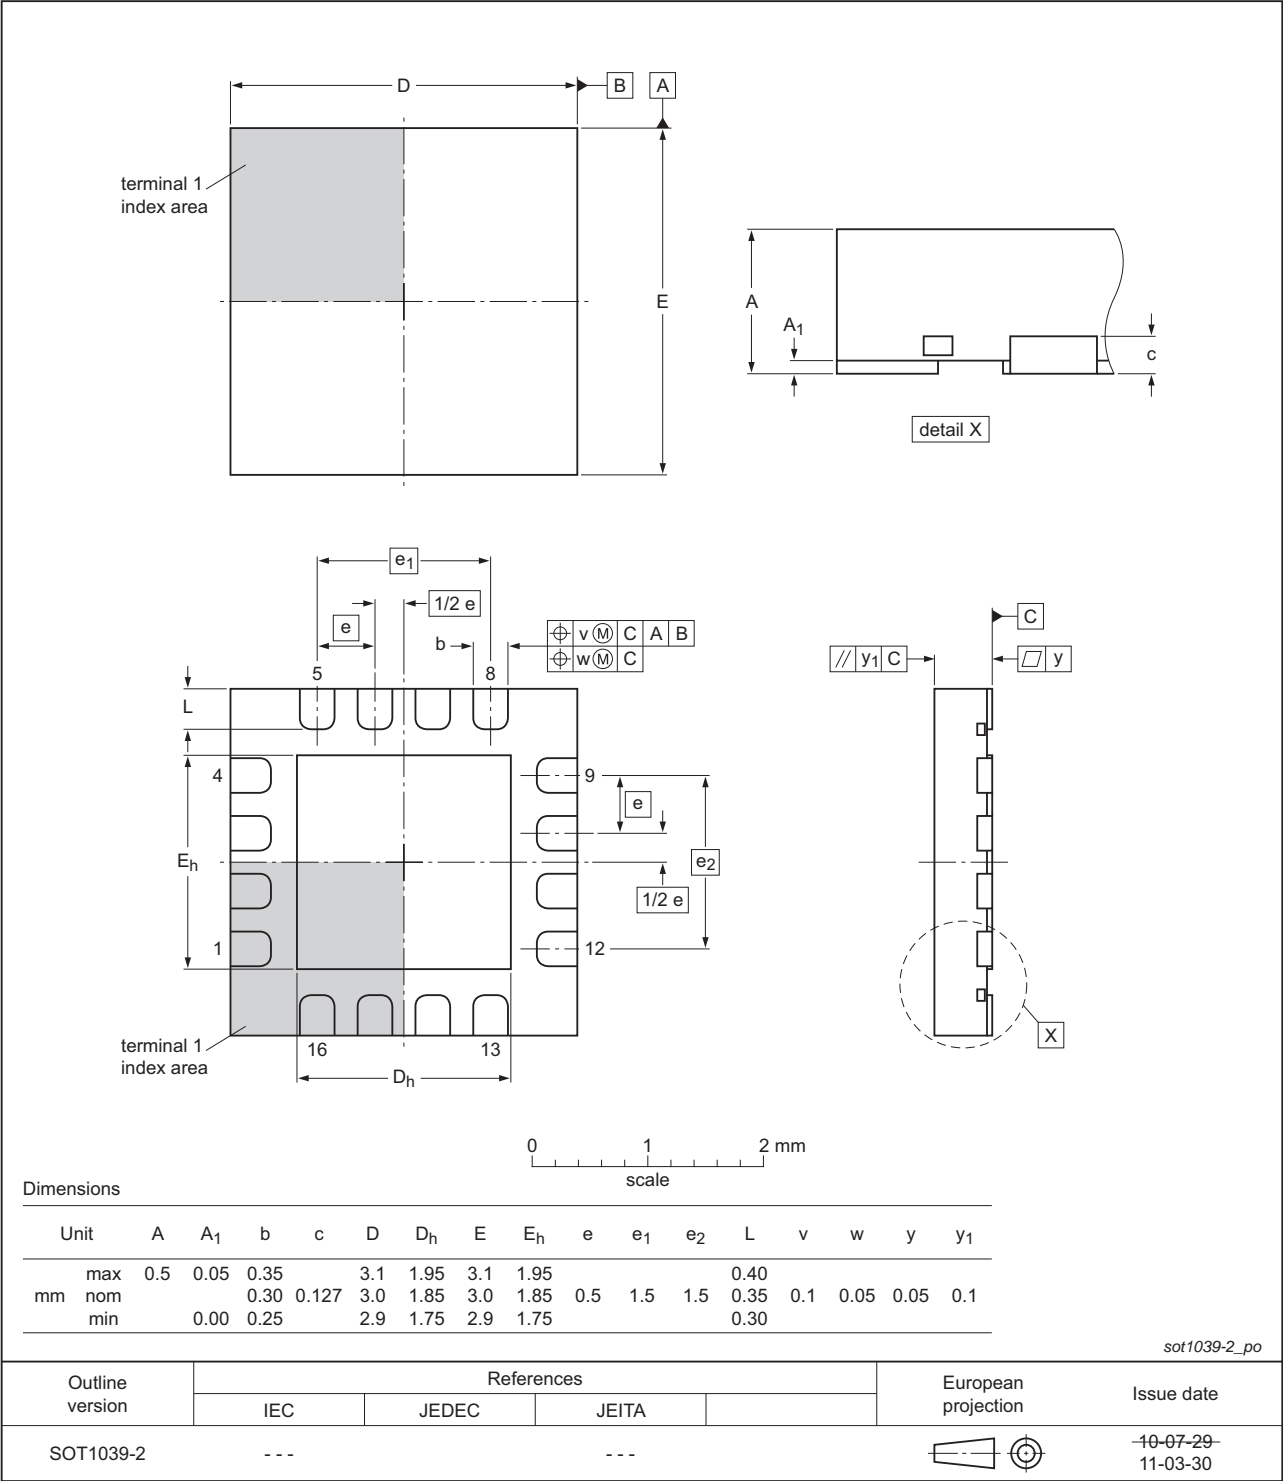 D
B
A
terminal 1
index area
E
A
A1
c
detail X
e1
1/2 e
e
b
v M C A B
w M C
5
8
L
4
9
e
Eh
e2
1/2 e
1
12
terminal 1
index area
16
13
Dh
C
// y1 C
y
X
0 1 2 mm
scale
Dimensions
Unit A A1 b c D Dh E Eh e e1 e2 L v w y y1
max 0.5 0.05 0.35 3.1 1.95 3.1 1.95 0.40
mm nom 0.30 0.127 3.0 1.85 3.0 1.85 0.5 1.5 1.5 0.35 0.1 0.05 0.05 0.1
min 0.00 0.25 2.9 1.75 2.9 1.75 0.30
sot1039-2_po
Outline
version
References
IEC JEDEC JEITA
European
projection
Issue date
SOT1039-2 - - - - - -
10-07-29
11-03-30